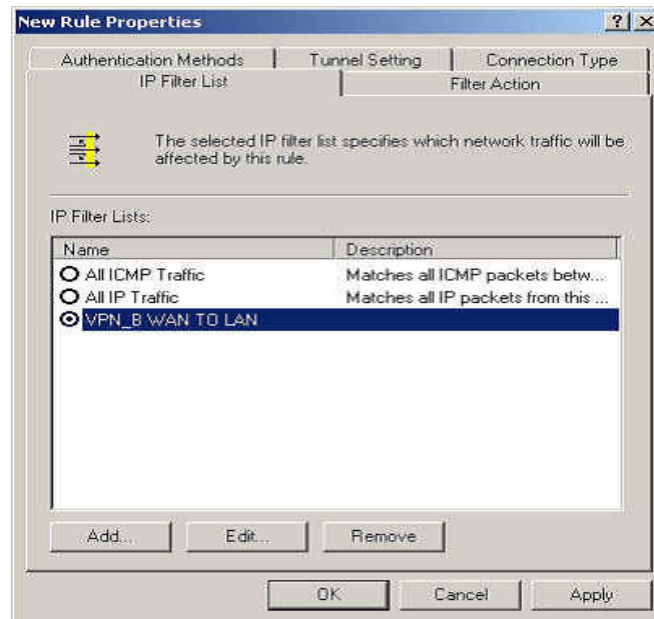 New Rule Properties
Authentication Methods
Tunnel Setting
Connection Type
IP Filter List
Filter Action
The selected IP filter list specifies which network traffic will be
affected by this rule.
IP Filter Lists:
Name Description
All ICMP Traffic Matches all ICMP packets betw...
All IP Traffic Matches all IP packets from this ...
VPN_B WAN TO LAN
Add... Edit... Remove
OK Cancel Apply